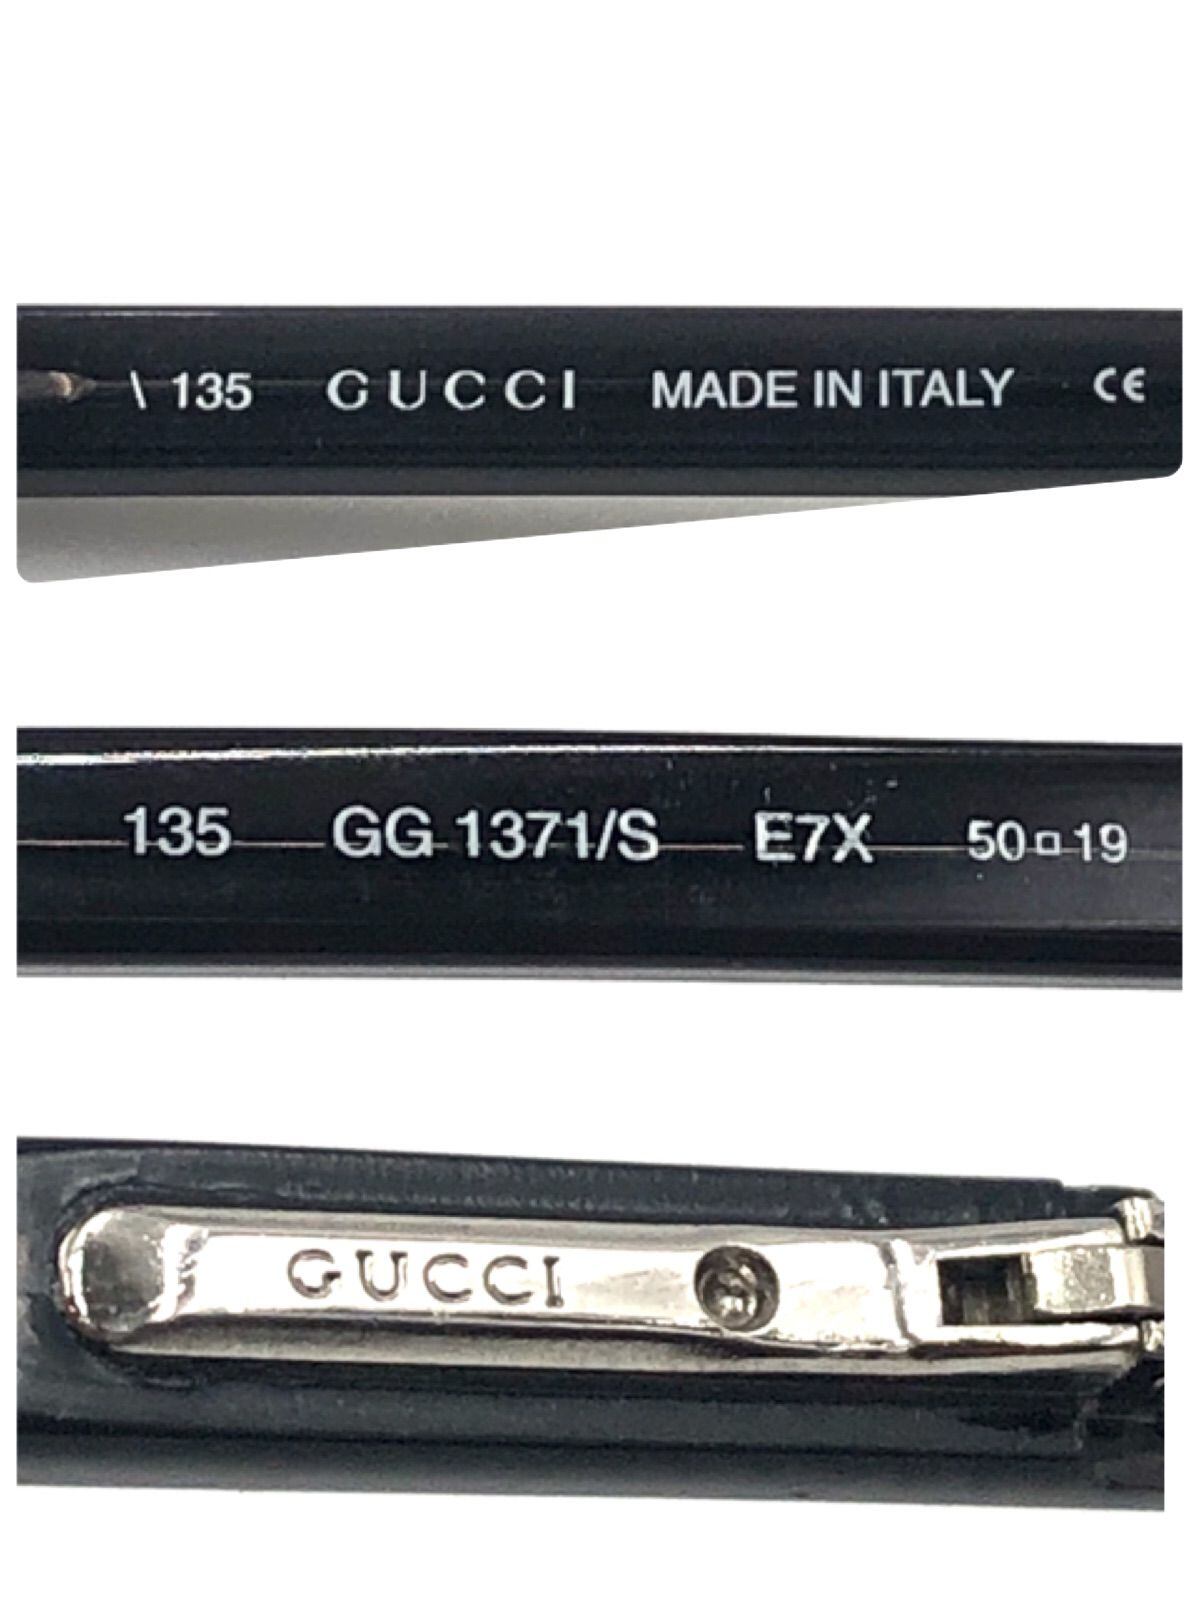 \ 135 GUCCI MADE IN ITALY CE
135 GG 1371/S E7X 50□19
GUCCI